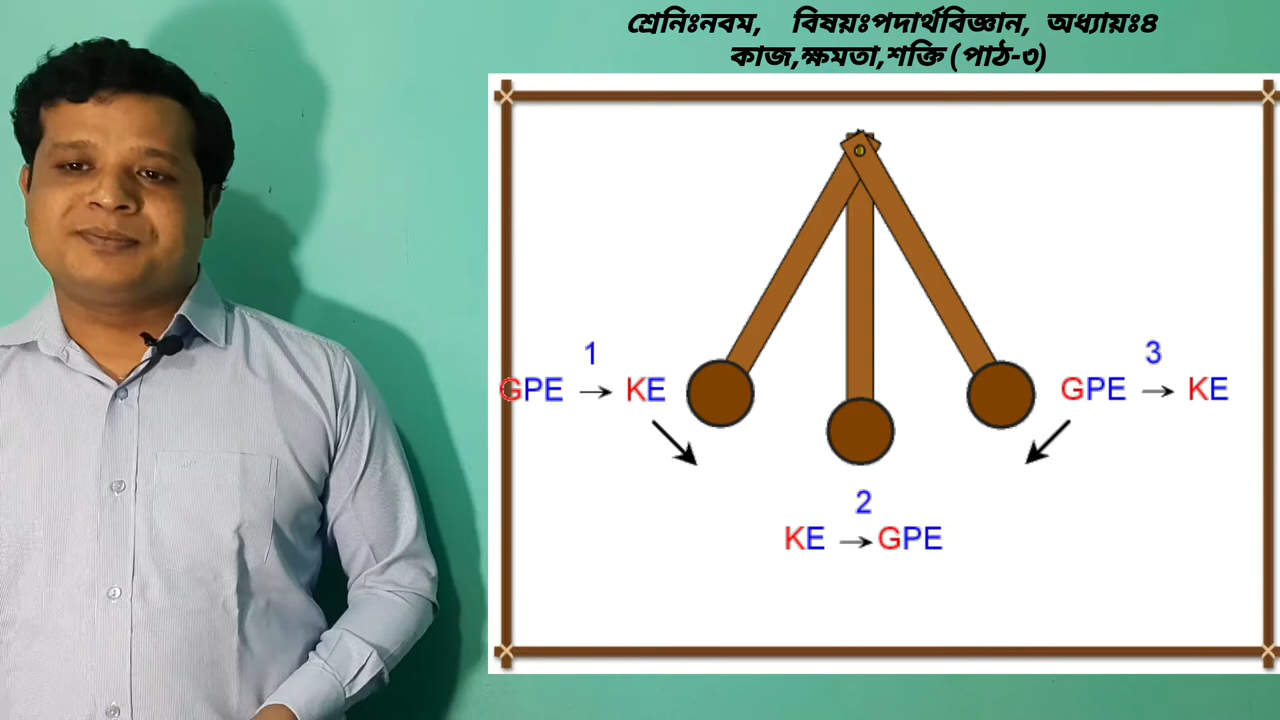 শ্রেনিঃনবম, বিষয়ঃপদার্থবিজ্ঞান, অধ্যায়ঃ৪
কাজ,ক্ষমতা,শক্তি (পাঠ-৩)
1
GPE → KE
3
GPE → KE
2
KE → GPE